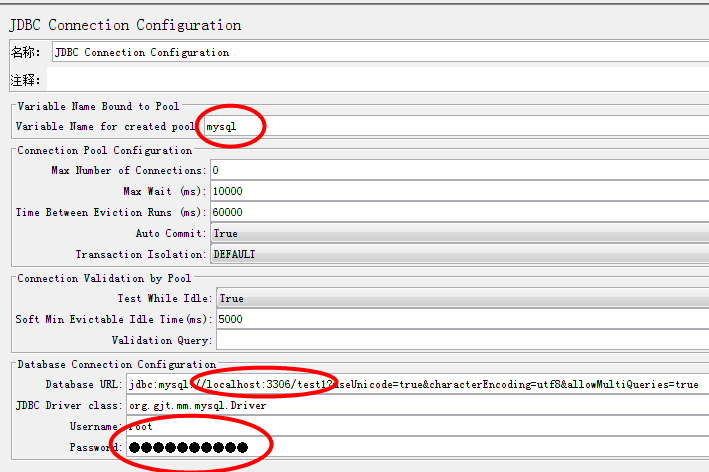 JDBC Connection Configuration
名称: JDBC Connection Configuration
注释:
Variable Name Bound to Pool
Variable Name for created pool mysql
Connection Pool Configuration
Max Number of Connections: 0
Max Wait (ms): 10000
Time Between Eviction Runs (ms): 60000
Auto Commit: True
Transaction Isolation: DEFAULT
Connection Validation by Pool
Test While Idle: True
Soft Min Evictable Idle Time(ms): 5000
Validation Query:
Database Connection Configuration
Database URL: jdbc:mysql://localhost:3306/test1?useUnicode=true&characterEncoding=utf8&allowMultiQueries=true
JDBC Driver class: org.gjt.mm.mysql.Driver
Username: root
Password: ●●●●●●●●●●